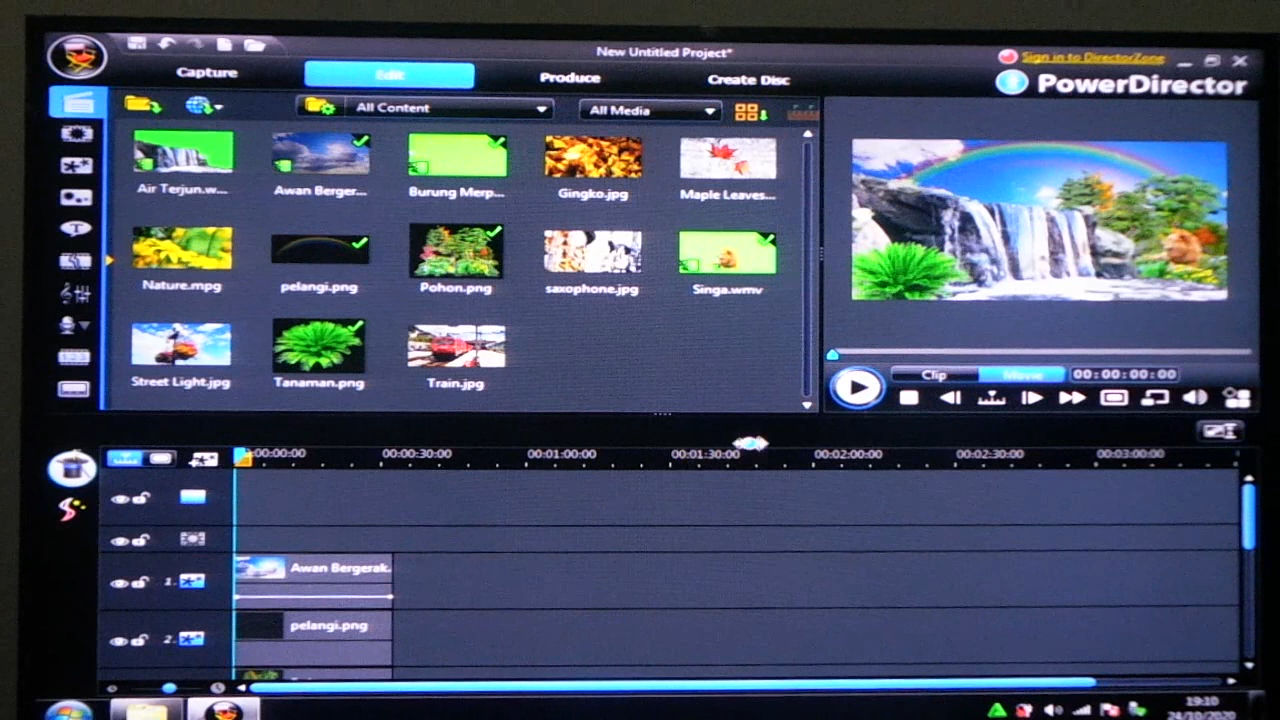 New Untitled Project*
Sign in to DirectorZone
Capture
Edit
Produce
Create Disc
PowerDirector
All Content
All Media
Air Terjun.w...
Awan Berger...
Burung Merp...
Gingko.jpg
Maple Leaves...
Nature.mpg
pelangi.png
Pohon.png
saxophone.jpg
Singa.wmv
Street Light.jpg
Tanaman.png
Train.jpg
Clip
Movie
00:00:00:00
00:00:30:00
00:01:00:00
00:01:30:00
00:02:00:00
00:02:30:00
00:03:00:00
1.
Awan Bergerak.
2.
pelangi.png
19:10
24/10/2020